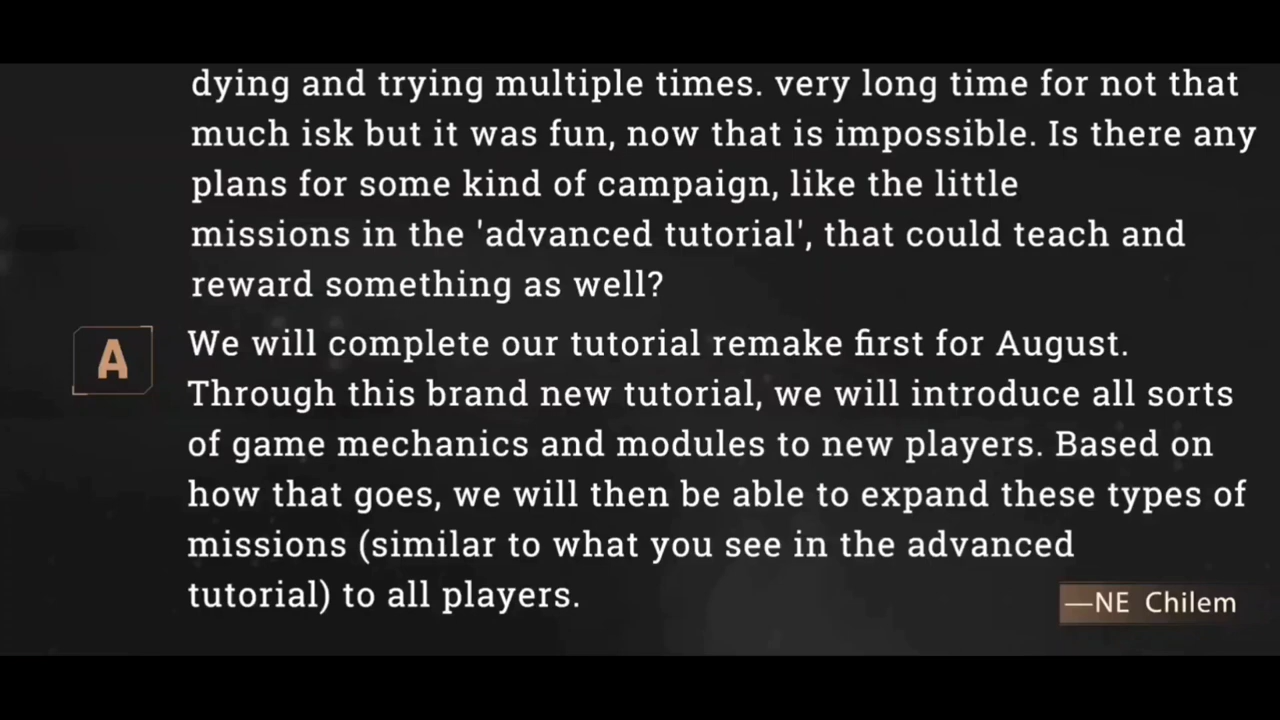 dying and trying multiple times. very long time for not that
much isk but it was fun, now that is impossible. Is there any
plans for some kind of campaign, like the little
missions in the 'advanced tutorial', that could teach and
reward something as well?
A
We will complete our tutorial remake first for August.
Through this brand new tutorial, we will introduce all sorts
of game mechanics and modules to new players. Based on
how that goes, we will then be able to expand these types of
missions (similar to what you see in the advanced
tutorial) to all players.
—NE Chilem